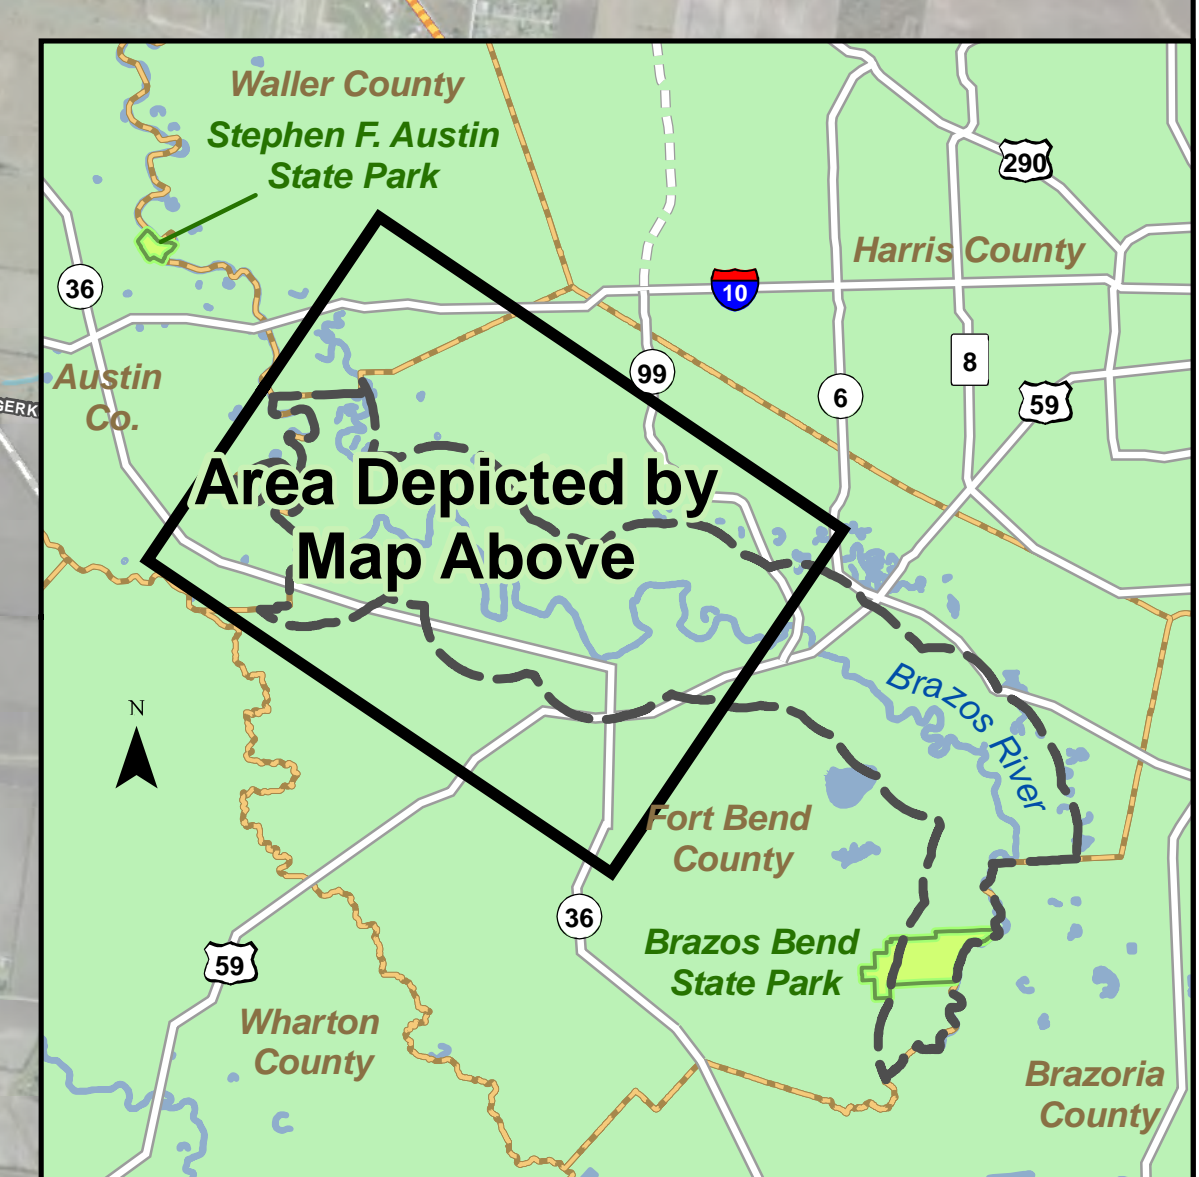 Waller County
Stephen F. Austin
State Park
290
Harris County
36
10
Austin
Co.
99
8
6
59
GERK
Area Depicted by
Map Above
N
Brazos River
Fort Bend
County
36
Brazos Bend
State Park
59
Wharton
County
Brazoria
County